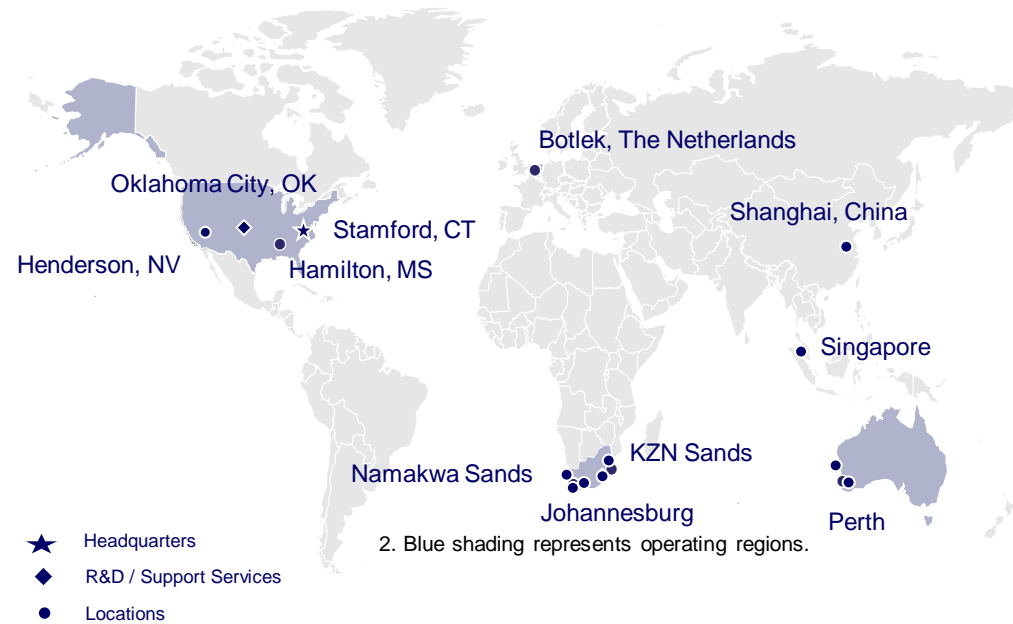 Botlek, The Netherlands
Oklahoma City, OK
Shanghai, China
Stamford, CT
Henderson, NV
Hamilton, MS
Singapore
KZN Sands
Namakwa Sands
Johannesburg
Perth
Headquarters
2. Blue shading represents operating regions.
R&D / Support Services
Locations